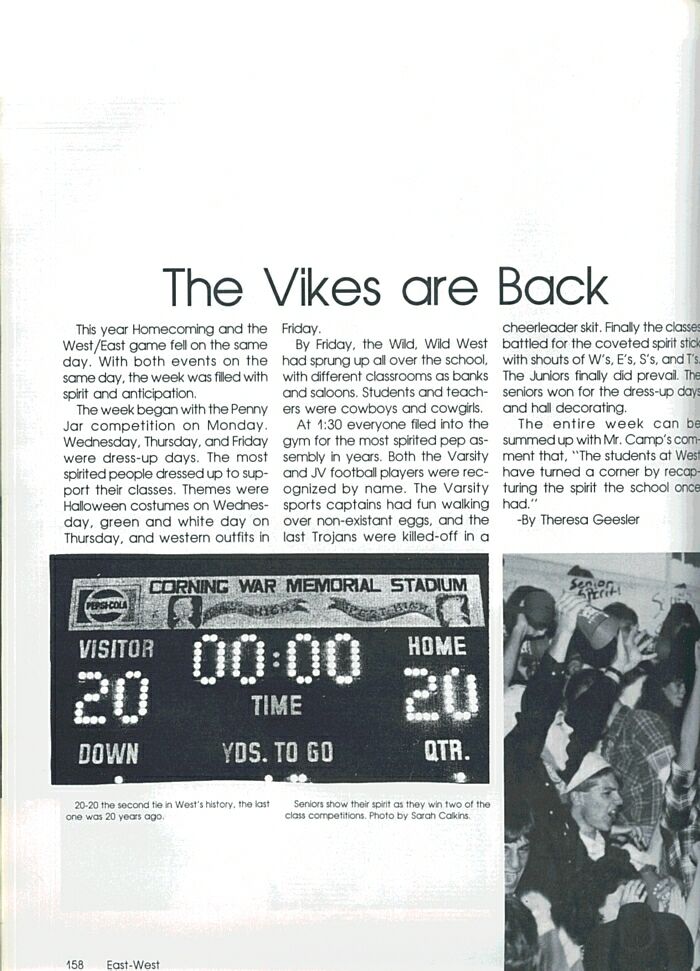 The Vikes are Back
This year Homecoming and the
West/East game fell on the same
day. With both events on the
same day, the week was filled with
spirit and anticipation.
The week began with the Penny
Jar competition on Monday.
Wednesday, Thursday, and Friday
were dress-up days. The most
spirited people dressed up to sup-
port their classes. Themes were
Halloween costumes on Wednes-
day, green and white day on
Thursday, and western outfits in
Friday.
By Friday, the Wild, Wild West
had sprung up all over the school,
with different classrooms as banks
and saloons. Students and teach-
ers were cowboys and cowgirls.
At 1:30 everyone filed into the
gym for the most spirited pep as-
sembly in years. Both the Varsity
and JV football players were rec-
ognized by name. The Varsity
sports captains had fun walking
over non-existant eggs, and the
last Trojans were killed-off in a
cheerleader skit. Finally the classes
battled for the coveted spirit stick
with shouts of W's, E's, S's, and T's.
The Juniors finally did prevail. The
seniors won for the dress-up days
and hall decorating.
The entire week can be
summed up with Mr. Camp's com-
ment that, "The students at West
have turned a corner by recap-
turing the spirit the school once
had."
-By Theresa Geesler
CORNING WAR MEMORIAL STADIUM
PEPSI-COLA
VISITOR 00:00 HOME
20 TIME 20
DOWN YDS. TO GO QTR.
Senior
Spirit!
20-20 the second tie in West's history, the last
one was 20 years ago.
Seniors show their spirit as they win two of the
class competitions. Photo by Sarah Calkins.
158 East-West